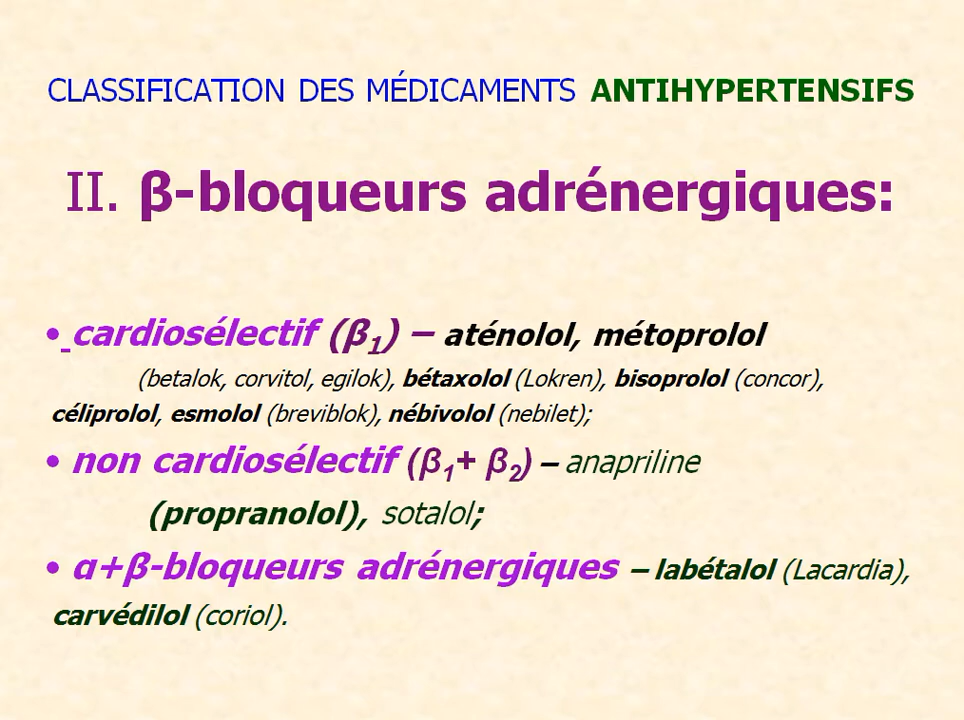 CLASSIFICATION DES MÉDICAMENTS ANTIHYPERTENSIFS
II. β-bloqueurs adrénergiques:
• cardiosélectif (β1) – aténolol, métoprolol
(betalok, corvitol, egilok), bétaxolol (Lokren), bisoprolol (concor),
céliprolol, esmolol (breviblok), nébivolol (nebilet);
• non cardiosélectif (β1+ β2) – anapriline
(propranolol), sotalol;
• α+β-bloqueurs adrénergiques – labétalol (Lacardia),
carvédilol (coriol).